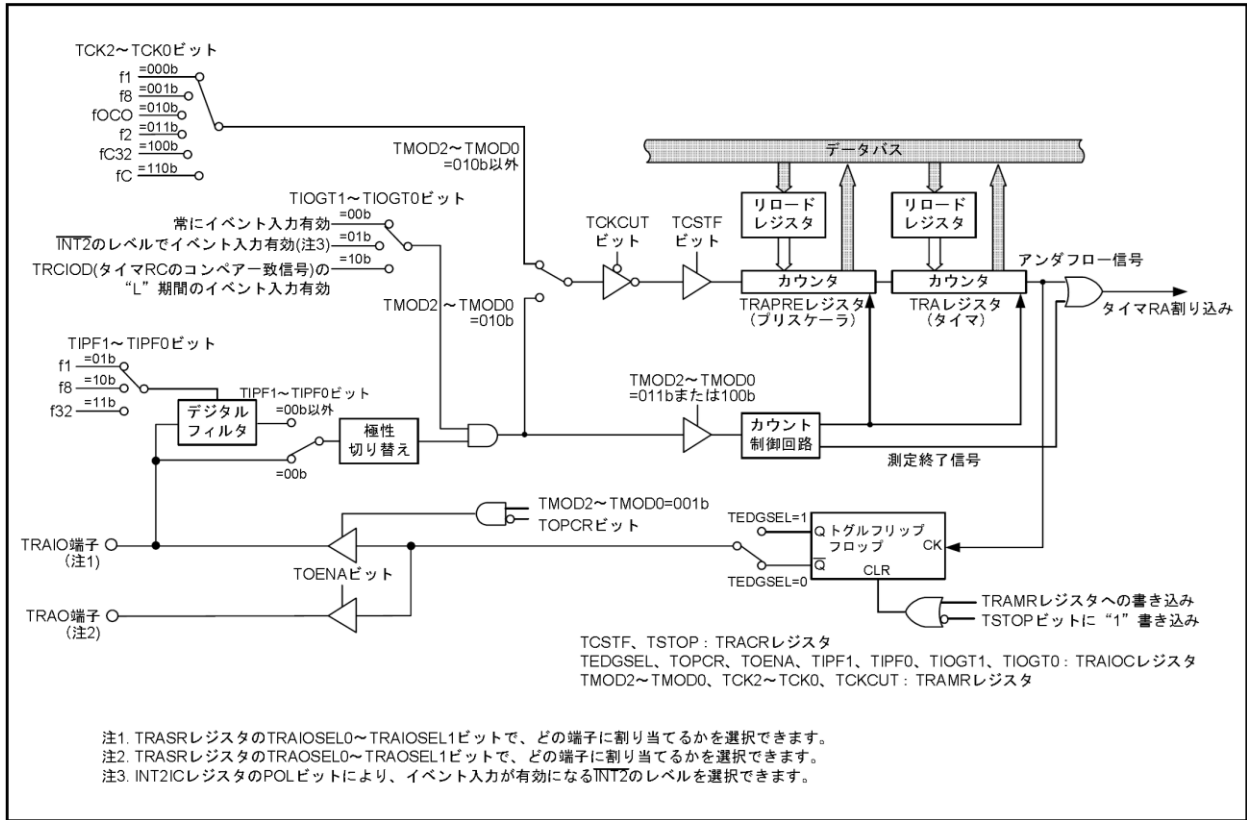 TCK2～TCK0ビット
f1 =000b
f8 =001b
fOCO =010b
f2 =011b
fC32 =100b
fC =110b
TMOD2～TMOD0
=010b以外
TIOGT1～TIOGT0ビット
常にイベント入力有効 =00b
INT2のレベルでイベント入力有効(注3) =01b
TRCIOD(タイマRCのコンペアー致信号)の =10b
“L”期間のイベント入力有効
TMOD2～TMOD0
=010b
TCKCUT
ビット
TCSTF
ビット
データバス
リロード
レジスタ
リロード
レジスタ
カウンタ
カウンタ
TRAPREレジスタ
(プリスケーラ)
TRAレジスタ
(タイマ)
アンダフロー信号
タイマRA割り込み
TIPF1～TIPF0ビット
f1 =01b
f8 =10b
f32 =11b
デジタル
フィルタ
TIPF1～TIPF0ビット
=00b以外
=00b
極性
切り替え
TMOD2～TMOD0
=011bまたは100b
カウント
制御回路
測定終了信号
TMOD2～TMOD0=001b
TOPCRビット
TRAIO端子
(注1)
TOENAビット
TRAO端子
(注2)
TEDGSEL=1
TEDGSEL=0
Q トグルフリップ
フロップ
CK
Q
CLR
TRAMRレジスタへの書き込み
TSTOPビットに“1”書き込み
TCSTF、TSTOP：TRACRレジスタ
TEDGSEL、TOPCR、TOENA、TIPF1、TIPF0、TIOGT1、TIOGT0：TRAIOCレジスタ
TMOD2～TMOD0、TCK2～TCK0、TCKCUT：TRAMRレジスタ
注1. TRASRレジスタのTRAIOSEL0～TRAIOSEL1ビットで、どの端子に割り当てるかを選択できます。
注2. TRASRレジスタのTRAOSEL0～TRAOSEL1ビットで、どの端子に割り当てるかを選択できます。
注3. INT2ICレジスタのPOLビットにより、イベント入力が有効になるINT2のレベルを選択できます。